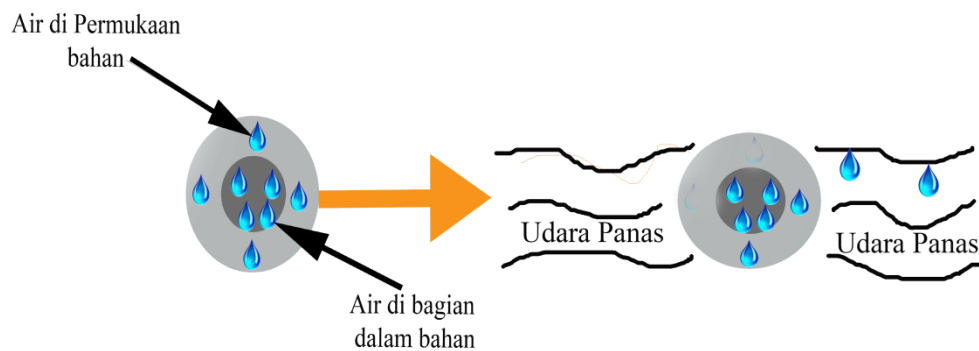 Air di Permukaan
bahan
Udara Panas
Udara Panas
Air di bagian
dalam bahan